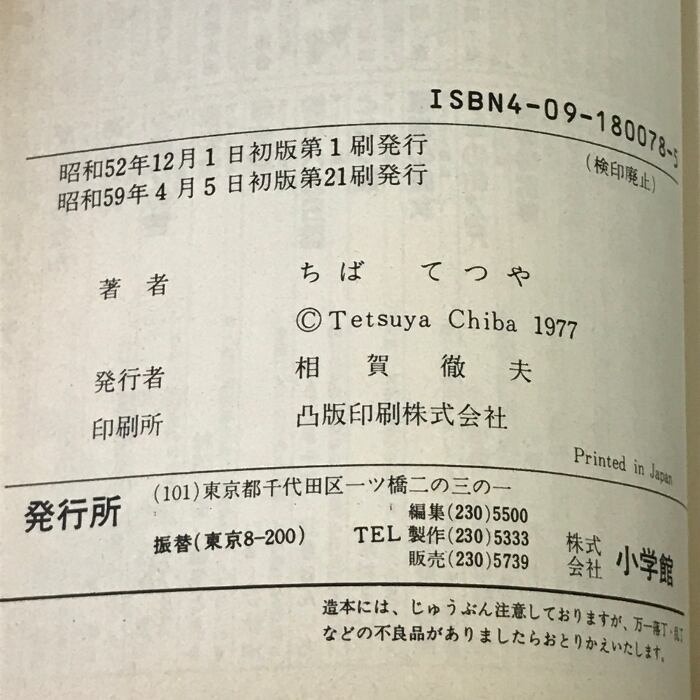 ISBN4-09-180078-5
昭和52年12月1日初版第1刷発行
(検印廃止)
昭和59年4月5日初版第21刷発行
著者 ちば てつや
©Tetsuya Chiba 1977
発行者 相賀徹夫
印刷所 凸版印刷株式会社
Printed in Japan
発行所 (101)東京都千代田区一ツ橋二の三の一
振替(東京8-200) TEL 編集(230)5500
製作(230)5333
販売(230)5739
株式会社 小学館
造本には、じゅうぶん注意しておりますが、万一落丁・乱丁
などの不良品がありましたらおとりかえいたします。